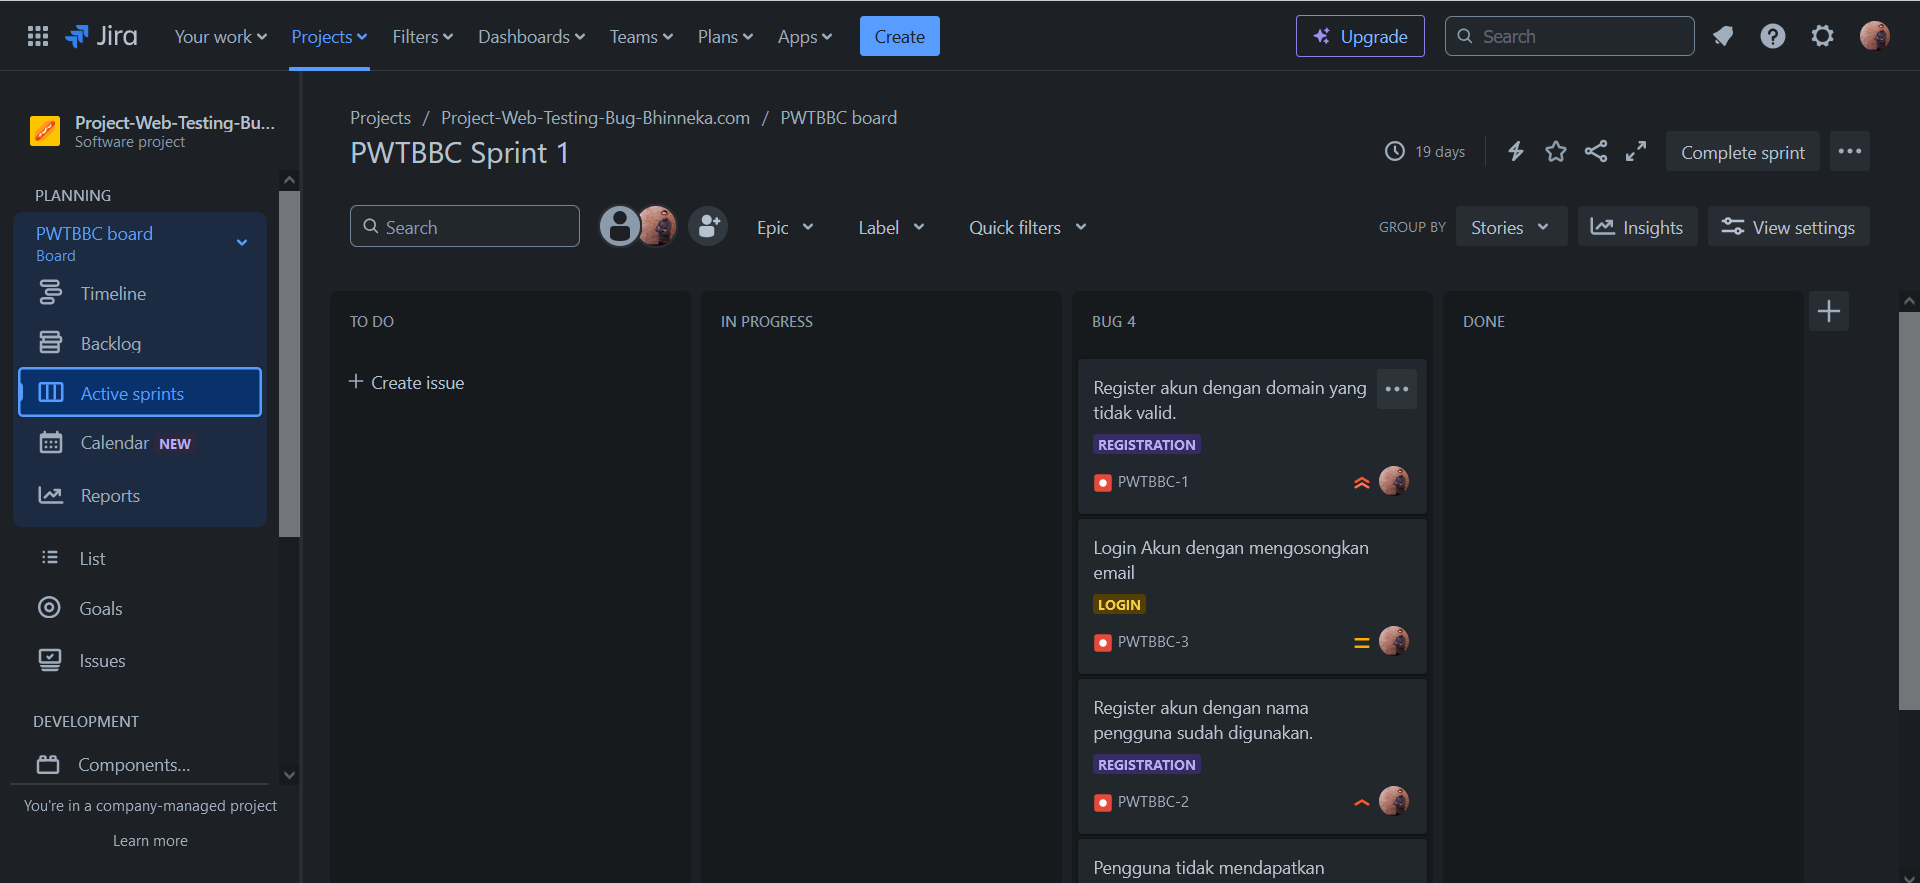 Jira
Your work
Projects
Filters
Dashboards
Teams
Plans
Apps
Create
Upgrade
Search
Project-Web-Testing-Bu...
Software project
PLANNING
PWTBBC board
Board
Timeline
Backlog
Active sprints
Calendar NEW
Reports
List
Goals
Issues
DEVELOPMENT
Components...
You're in a company-managed project
Learn more
Projects / Project-Web-Testing-Bug-Bhinneka.com / PWTBBC board
PWTBBC Sprint 1
19 days
Complete sprint
Search
Epic
Label
Quick filters
GROUP BY
Stories
Insights
View settings
TO DO
+ Create issue
IN PROGRESS
BUG 4
Register akun dengan domain yang
tidak valid.
REGISTRATION
PWTBBC-1
Login Akun dengan mengosongkan
email
LOGIN
PWTBBC-3
Register akun dengan nama
pengguna sudah digunakan.
REGISTRATION
PWTBBC-2
Pengguna tidak mendapatkan
DONE